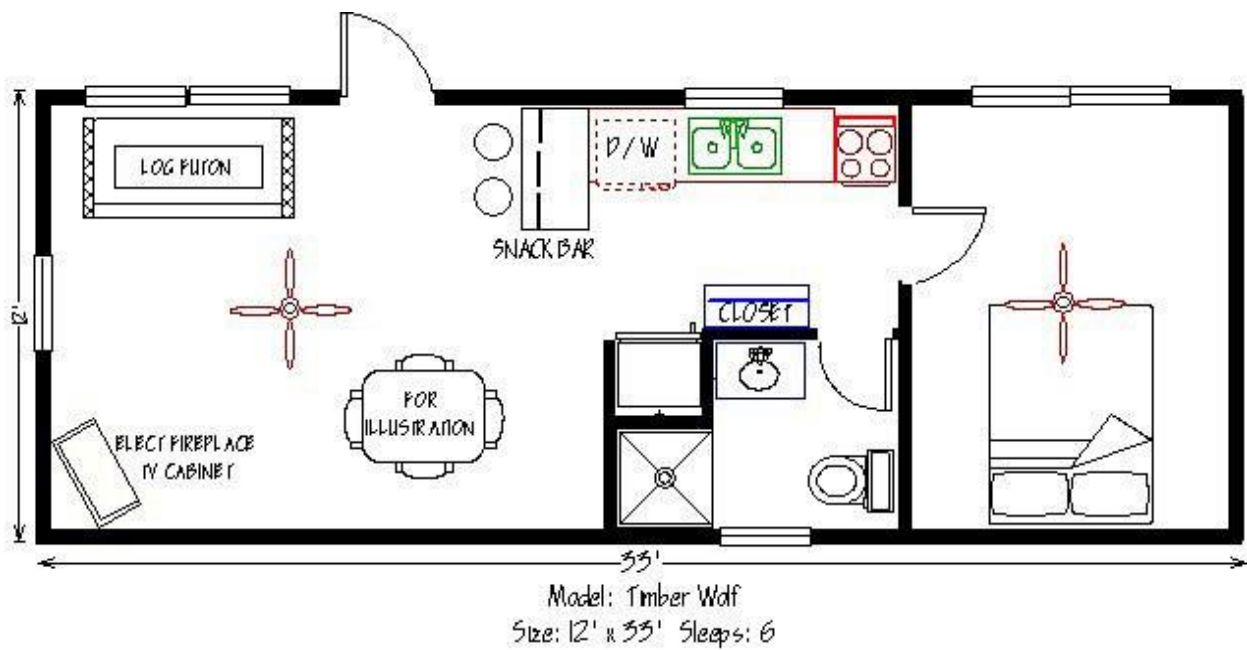 LOG FUTON
D/W
SNACK BAR
12'
CLOSET
FOR
ILLUSTRATION
ELECT FIREPLACE
TV CABINET
33'
Model: Timber Wolf
Size: 12' x 33' Sleeps: 6